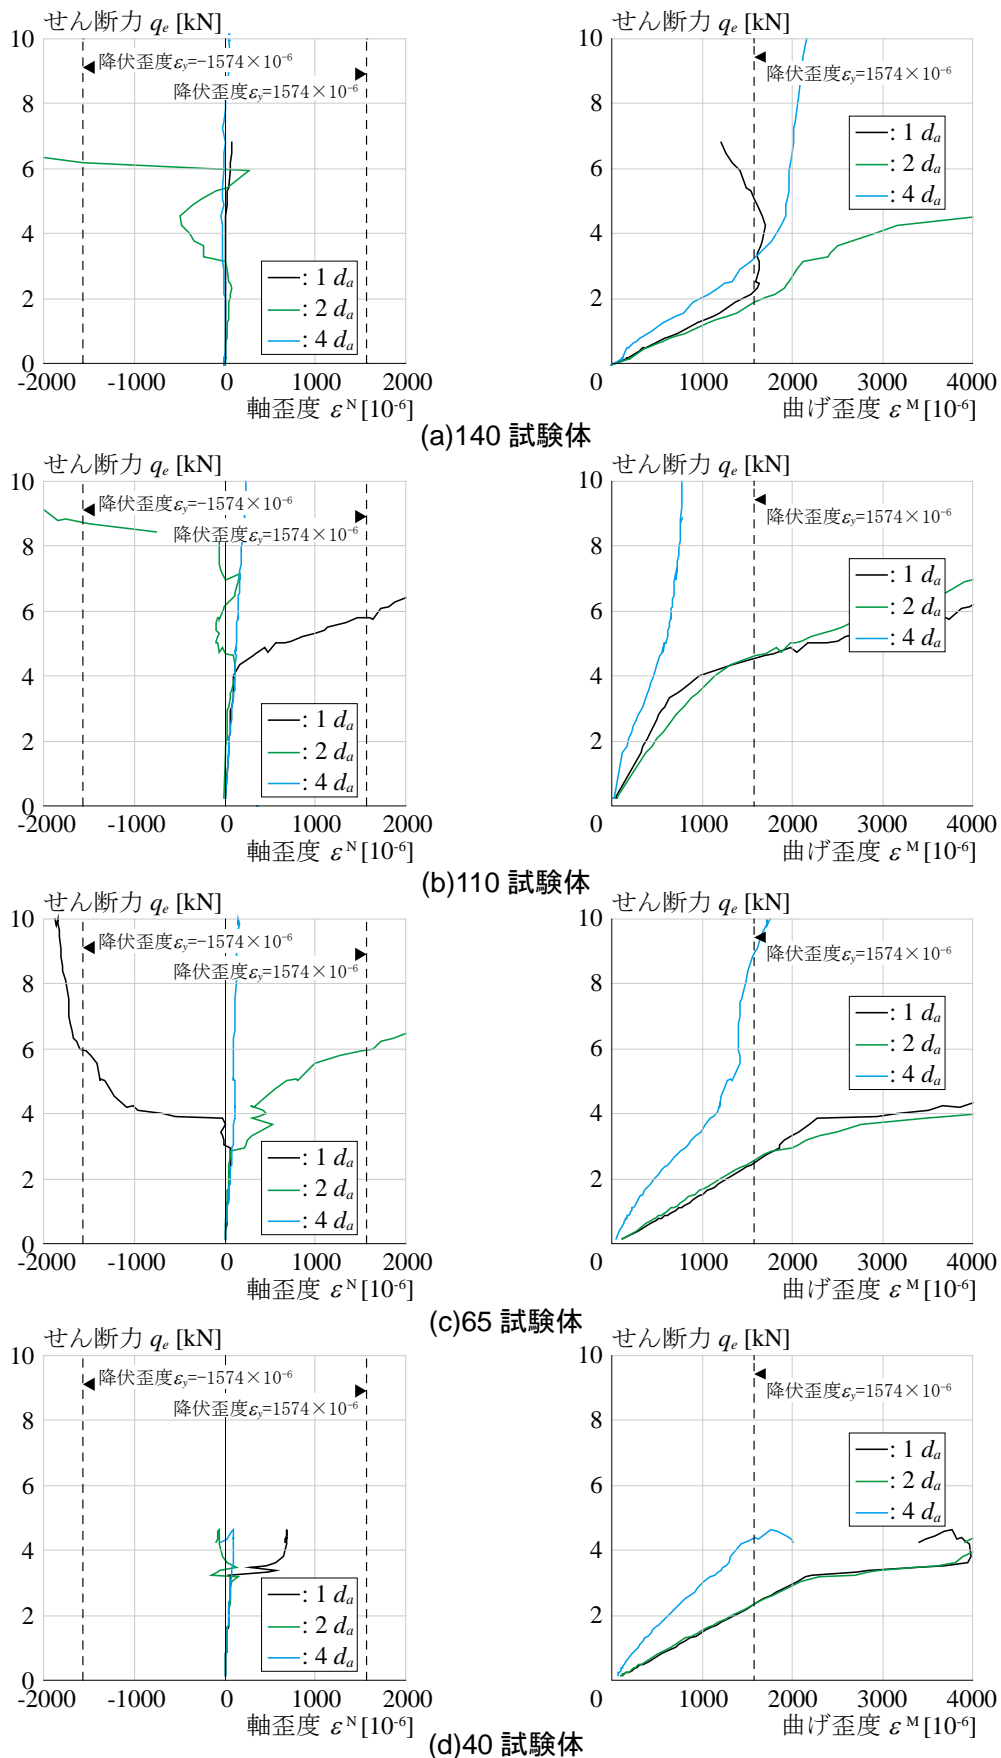 せん断力 qe [kN]
10
8
6
4
2
0
降伏歪度εy=−1574×10-6
降伏歪度εy=1574×10-6
: 1 da
: 2 da
: 4 da
-2000 -1000 0 1000 2000
軸歪度 εN [10-6]
せん断力 qe [kN]
10
8
6
4
2
降伏歪度εy=1574×10-6
: 1 da
: 2 da
: 4 da
0 1000 2000 3000 4000
曲げ歪度 εM [10-6]
(a)140 試験体
せん断力 qe [kN]
10
8
6
4
2
0
降伏歪度εy=−1574×10-6
降伏歪度εy=1574×10-6
: 1 da
: 2 da
: 4 da
-2000 -1000 0 1000 2000
軸歪度 εN [10-6]
せん断力 qe [kN]
10
8
6
4
2
降伏歪度εy=1574×10-6
: 1 da
: 2 da
: 4 da
0 1000 2000 3000 4000
曲げ歪度 εM [10-6]
(b)110 試験体
せん断力 qe [kN]
10
8
6
4
2
0
降伏歪度εy=−1574×10-6
降伏歪度εy=1574×10-6
: 1 da
: 2 da
: 4 da
-2000 -1000 0 1000 2000
軸歪度 εN [10-6]
せん断力 qe [kN]
10
8
6
4
2
降伏歪度εy=1574×10-6
: 1 da
: 2 da
: 4 da
0 1000 2000 3000 4000
曲げ歪度 εM [10-6]
(c)65 試験体
せん断力 qe [kN]
10
8
6
4
2
0
降伏歪度εy=−1574×10-6
降伏歪度εy=1574×10-6
: 1 da
: 2 da
: 4 da
-2000 -1000 0 1000 2000
軸歪度 εN [10-6]
せん断力 qe [kN]
10
8
6
4
2
降伏歪度εy=1574×10-6
: 1 da
: 2 da
: 4 da
0 1000 2000 3000 4000
曲げ歪度 εM [10-6]
(d)40 試験体